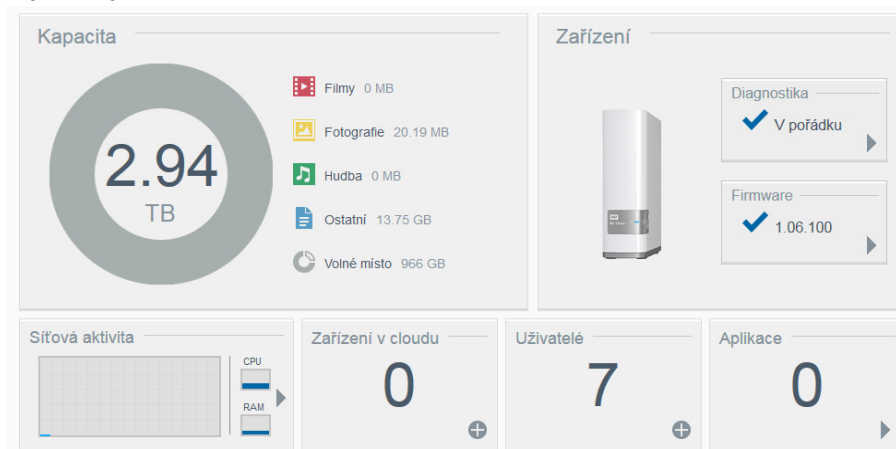 Kapacita
2.94
TB
Filmy 0 MB
Fotografie 20.19 MB
Hudba 0 MB
Ostatní 13.75 GB
Volné místo 966 GB
Zařízení
Diagnostika
V pořádku
Firmware
1.06.100
Síťová aktivita
CPU
RAM
Zařízení v cloudu
0
Uživatelé
7
Aplikace
0